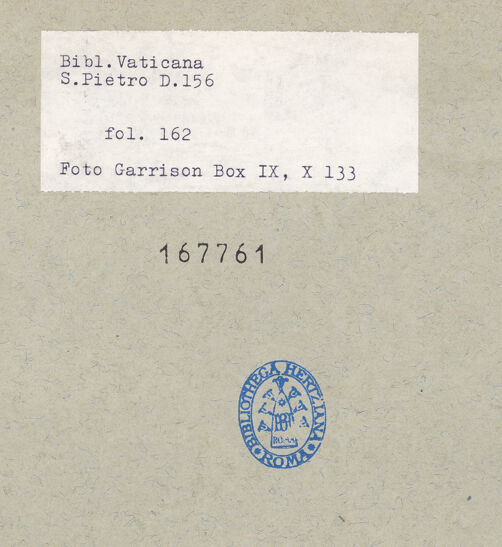 Bibl.Vaticana
S.Pietro D.156
fol. 162
Foto Garrison Box IX, X 133
167761
BIBLIOTHECA HERTZIANA
ROMA